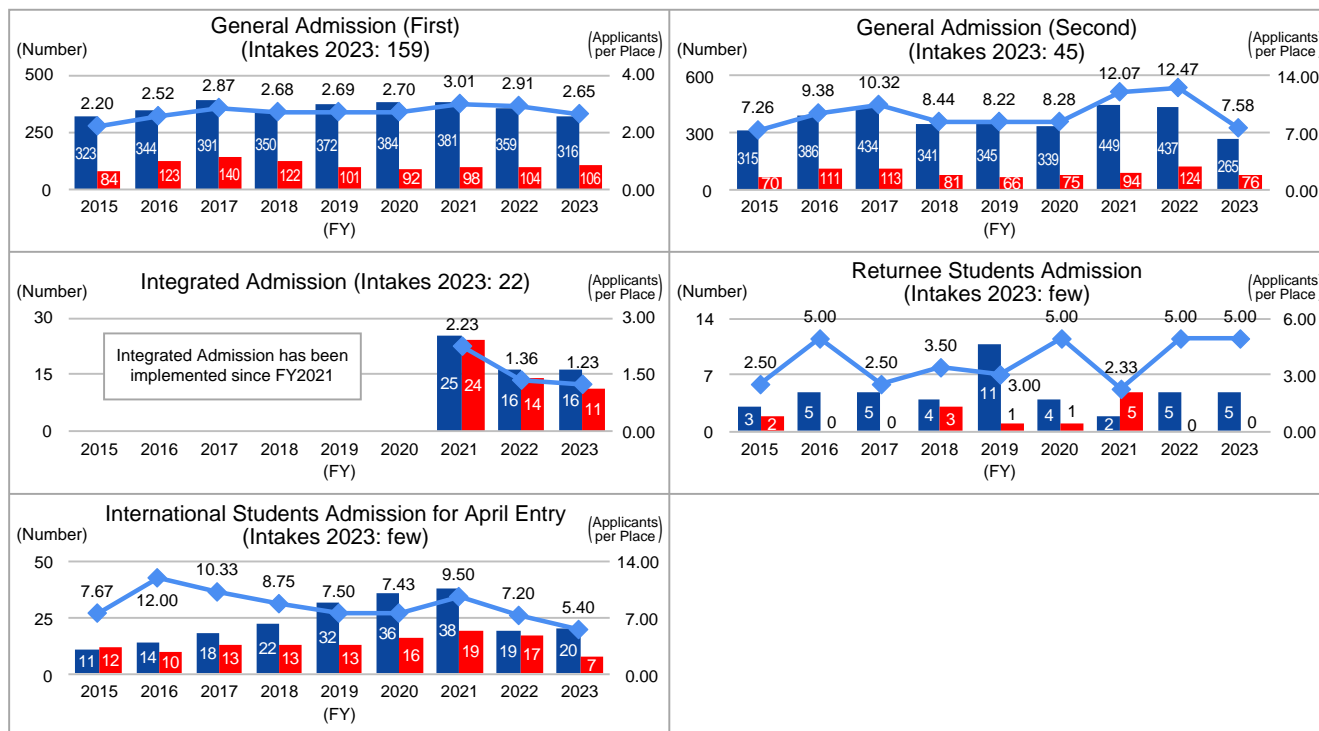 General Admission (First)
(Intakes 2023: 159)
(Number)
(Applicants
per Place)
500
250
0
4.00
2.00
0.00
2.20 2.52 2.87 2.68 2.69 2.70 3.01 2.91 2.65
323 344 391 350 372 384 381 359 316
84 123 140 122 101 92 98 104 106
2015 2016 2017 2018 2019 2020 2021 2022 2023
(FY)
General Admission (Second)
(Intakes 2023: 45)
(Number)
(Applicants
per Place)
600
300
0
14.00
7.00
0.00
7.26 9.38 10.32 8.44 8.22 8.28 12.07 12.47 7.58
315 386 434 341 345 339 449 437 265
70 111 113 81 66 75 94 124 76
2015 2016 2017 2018 2019 2020 2021 2022 2023
(FY)
Integrated Admission (Intakes 2023: 22)
(Number)
(Applicants
per Place)
30
15
0
3.00
1.50
0.00
Integrated Admission has been
implemented since FY2021
2.23 1.36 1.23
25 16 16
24 14 11
2015 2016 2017 2018 2019 2020 2021 2022 2023
(FY)
Returnee Students Admission
(Intakes 2023: few)
(Number)
(Applicants
per Place)
14
7
0
6.00
3.00
0.00
2.50 5.00 2.50 3.50 3.00 5.00 2.33 5.00 5.00
3 5 5 4 11 4 2 5 5
2 0 0 3 1 1 5 0 0
2015 2016 2017 2018 2019 2020 2021 2022 2023
(FY)
International Students Admission for April Entry
(Intakes 2023: few)
(Number)
(Applicants
per Place)
50
25
0
14.00
7.00
0.00
7.67 12.00 10.33 8.75 7.50 7.43 9.50 7.20 5.40
11 14 18 22 32 36 38 19 20
12 10 13 13 13 16 19 17 7
2015 2016 2017 2018 2019 2020 2021 2022 2023
(FY)